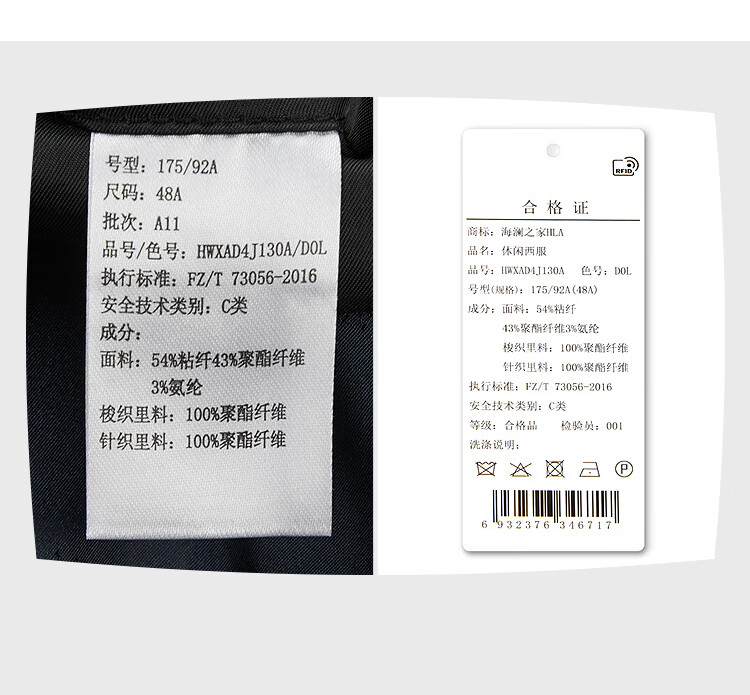 号型：175/92A
尺码：48A
批次：A11
品号/色号：HWXAD4J130A/D0L
执行标准：FZ/T 73056-2016
安全技术类别：C类
成分：
面料：54%粘纤43%聚酯纤维
3%氨纶
梭织里料：100%聚酯纤维
针织里料：100%聚酯纤维
RFID
合格证
商标：海澜之家HLA
品名：休闲西服
品号：HWXAD4J130A 色号：D0L
号型(规格)：175/92A(48A)
成分：面料：54%粘纤
43%聚酯纤维3%氨纶
梭织里料：100%聚酯纤维
针织里料：100%聚酯纤维
执行标准：FZ/T 73056-2016
安全技术类别：C类
等级：合格品 检验员：001
洗涤说明：
P
6 932376 346717